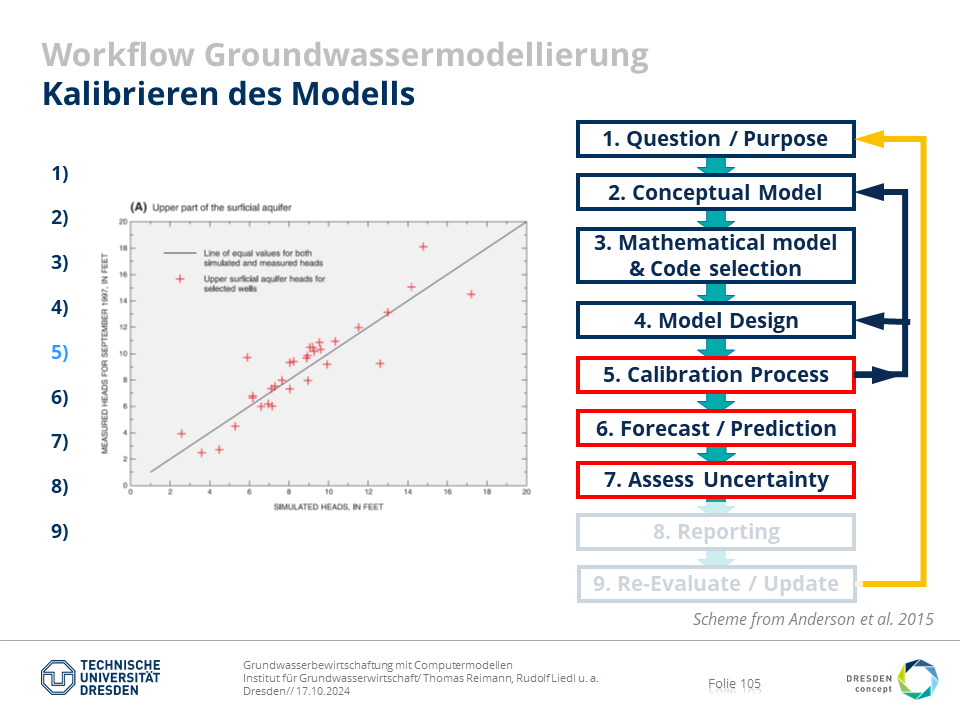 Workflow Groundwassermodellierung
Kalibrieren des Modells
1)
2)
3)
4)
5)
6)
7)
8)
9)
(A) Upper part of the surficial aquifer
MEASURED HEADS FOR SEPTEMBER 1997, IN FEET
20
18
16
14
12
10
8
6
4
2
0
Line of equal values for both
simulated and measured heads
Upper surficial aquifer heads for
selected wells
0 2 4 6 8 10 12 14 16 18 20
SIMULATED HEADS, IN FEET
1. Question / Purpose
2. Conceptual Model
3. Mathematical model
& Code selection
4. Model Design
5. Calibration Process
6. Forecast / Prediction
7. Assess Uncertainty
8. Reporting
9. Re-Evaluate / Update
Scheme from Anderson et al. 2015
TECHNISCHE
UNIVERSITÄT
DRESDEN
Grundwasserbewirtschaftung mit Computermodellen
Institut für Grundwasserwirtschaft/ Thomas Reimann, Rudolf Liedl u. a.
Dresden// 17.10.2024
Folie 105
DRESDEN
concept